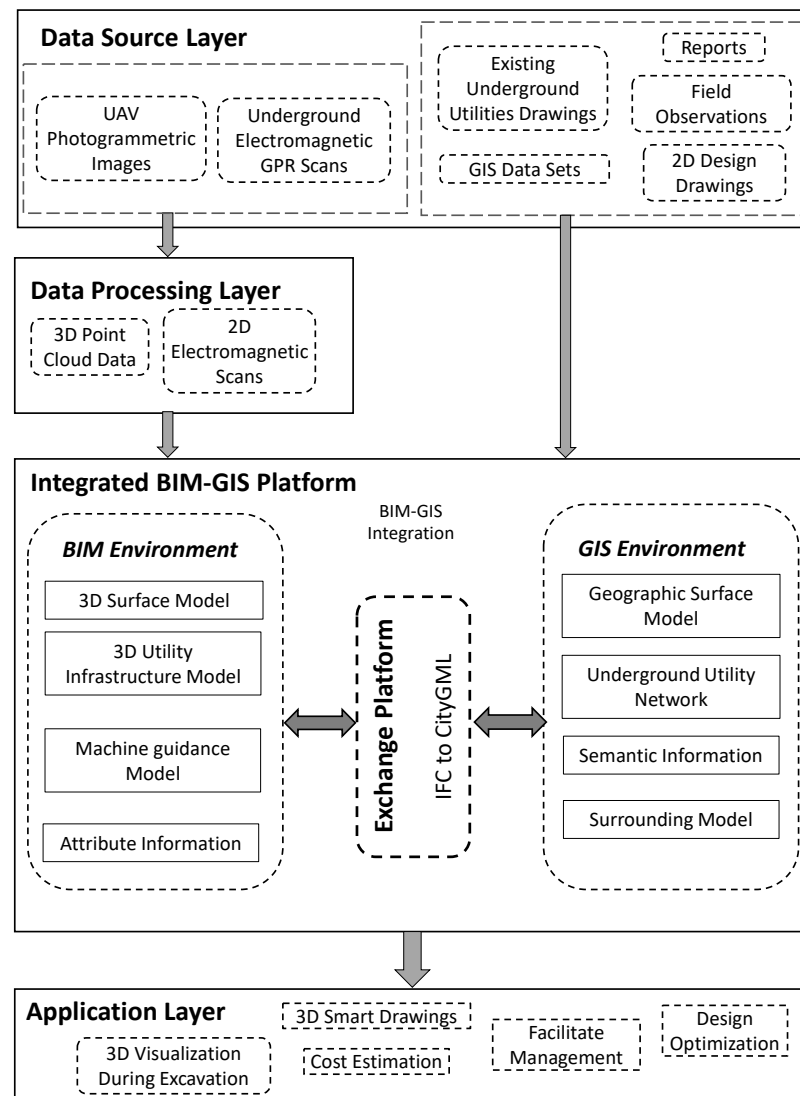 Data Source Layer
UAV
Photogrammetric
Images
Underground
Electromagnetic
GPR Scans
Existing
Underground
Utilities Drawings
GIS Data Sets
Reports
Field
Observations
2D Design
Drawings
Data Processing Layer
3D Point
Cloud Data
2D
Electromagnetic
Scans
Integrated BIM-GIS Platform
BIM-GIS
Integration
BIM Environment
3D Surface Model
3D Utility
Infrastructure Model
Machine guidance
Model
Attribute Information
Exchange Platform
IFC to CityGML
GIS Environment
Geographic Surface
Model
Underground Utility
Network
Semantic Information
Surrounding Model
Application Layer
3D Visualization
During Excavation
3D Smart Drawings
Cost Estimation
Facilitate
Management
Design
Optimization